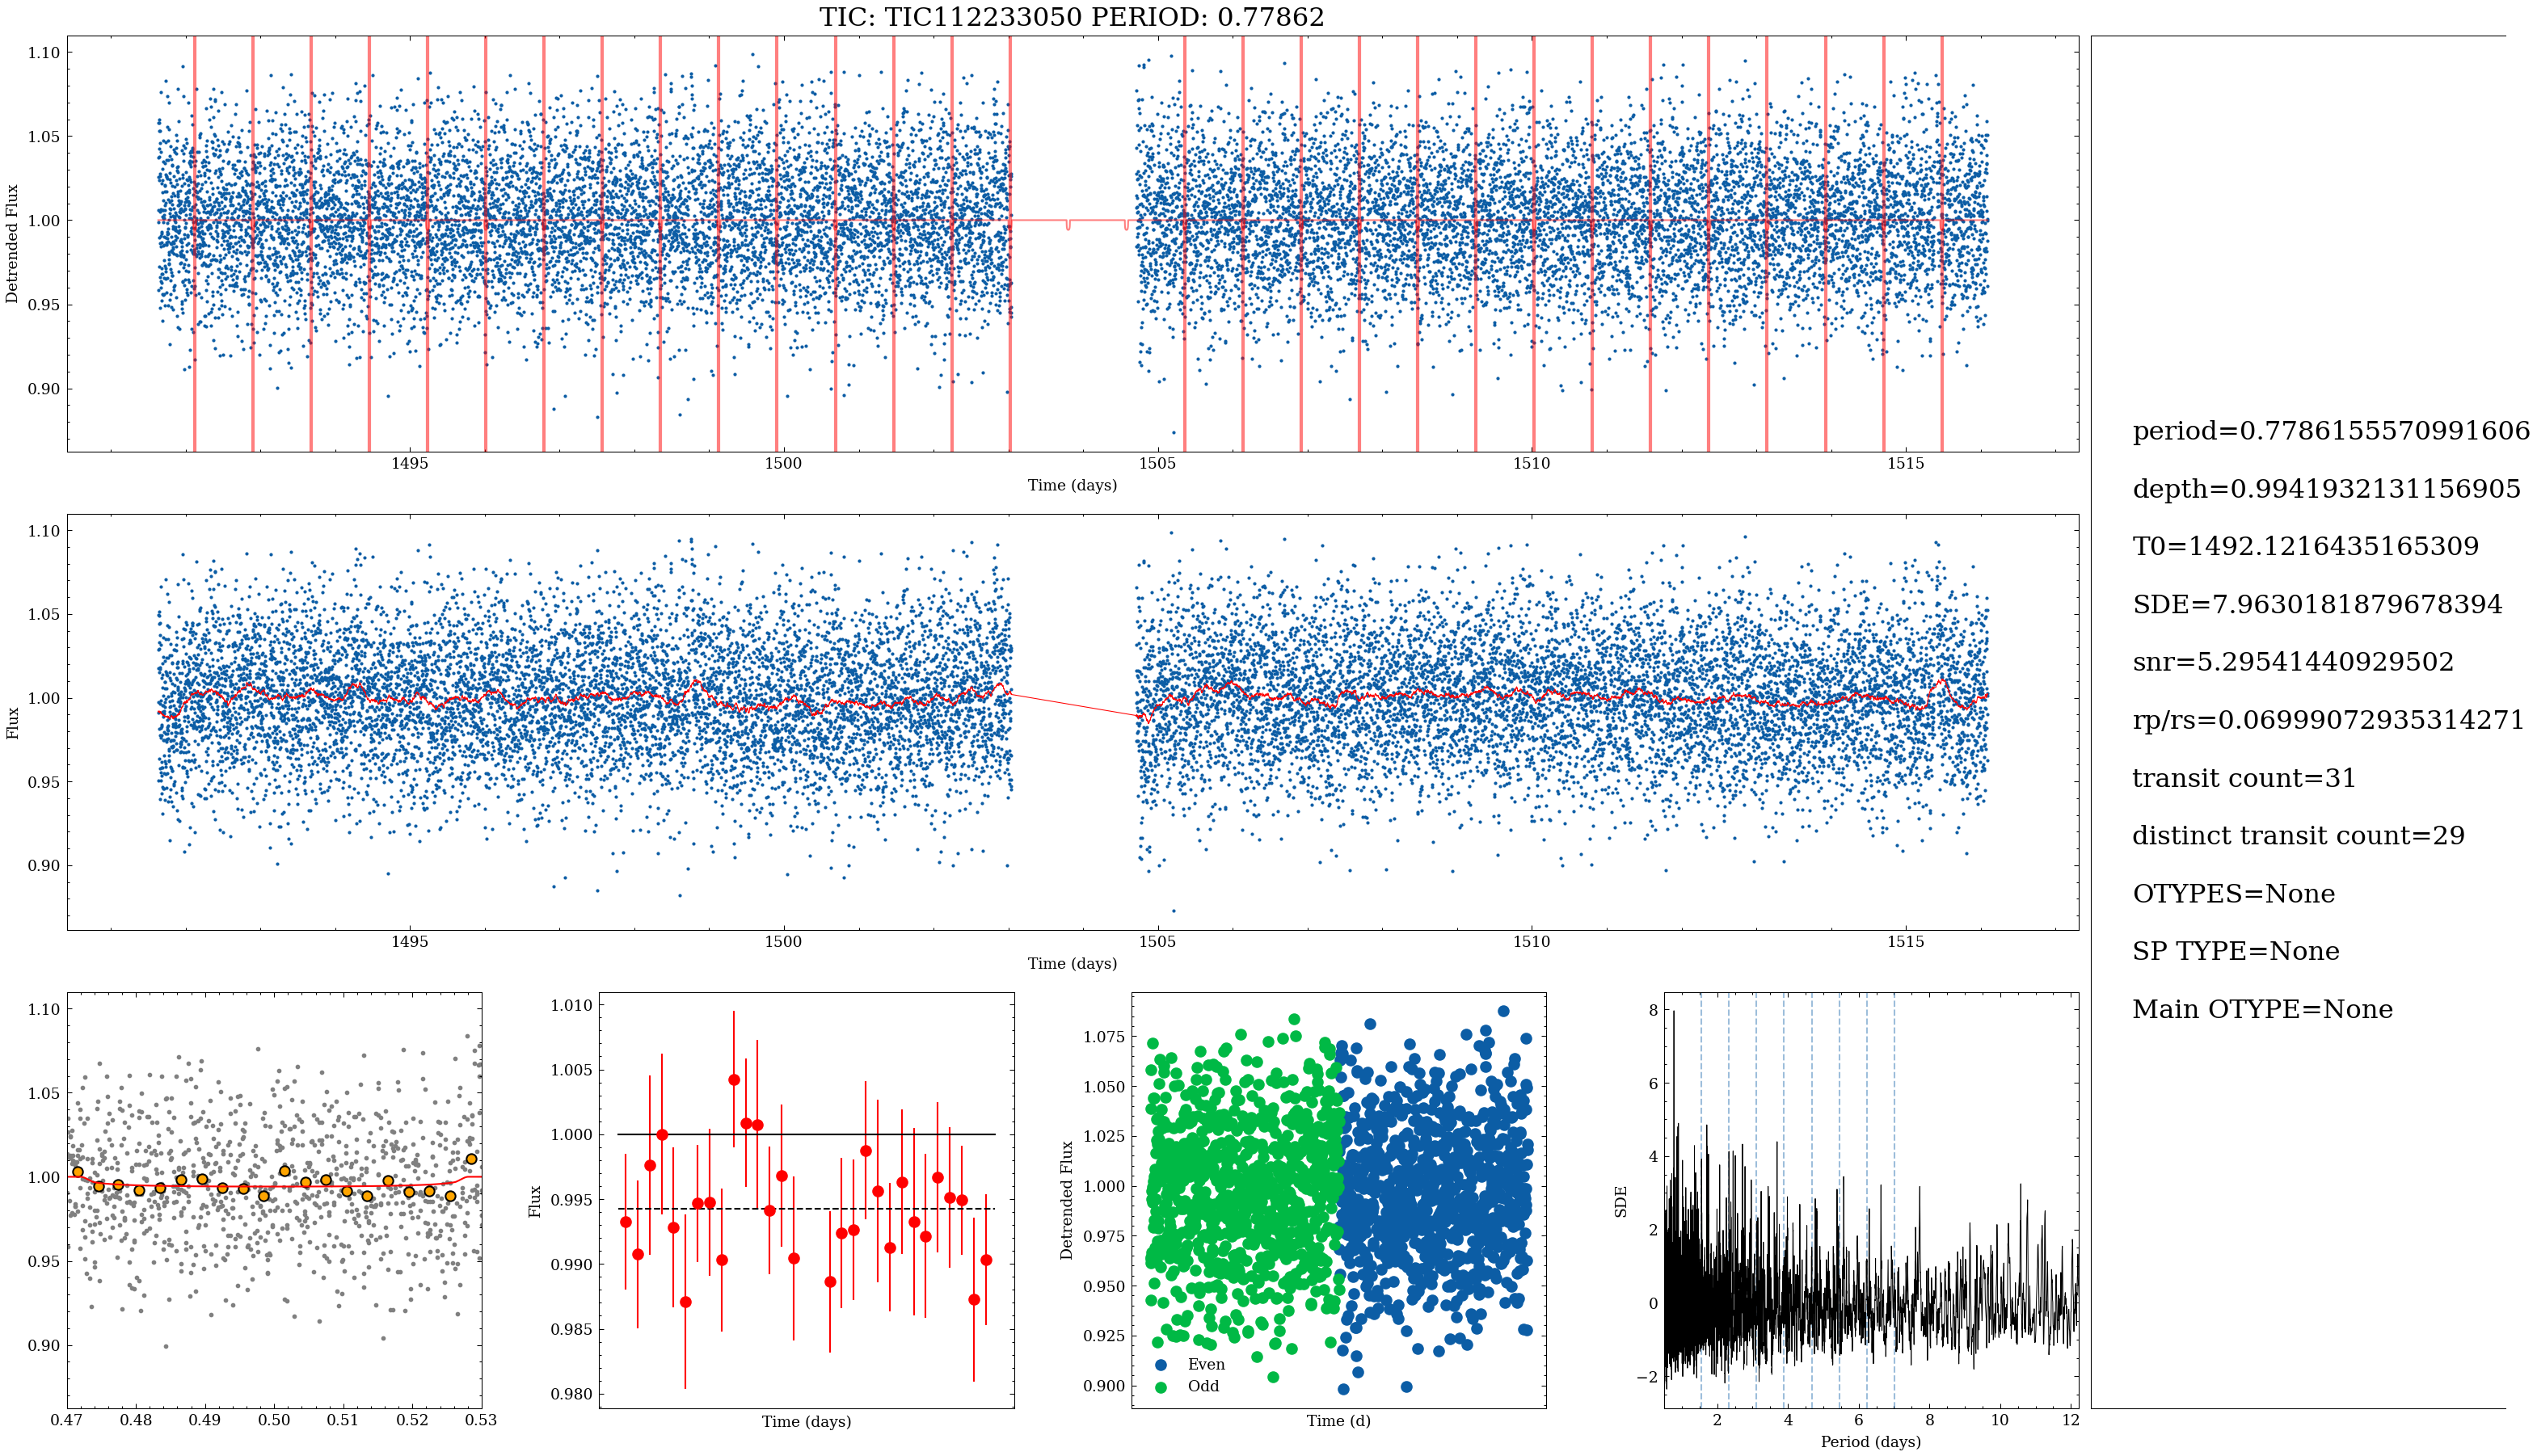 TIC: TIC112233050 PERIOD: 0.77862
1.10
1.05
1.00
0.95
0.90
Detrended Flux
1495
1500
1505
1510
1515
Time (days)
1.10
1.05
1.00
0.95
0.90
Flux
1495
1500
1505
1510
1515
Time (days)
period=0.7786155570991606
depth=0.9941932131156905
T0=1492.1216435165309
SDE=7.9630181879678394
snr=5.29541440929502
rp/rs=0.06999072935314271
transit count=31
distinct transit count=29
OTYPES=None
SP TYPE=None
Main OTYPE=None
1.10
1.05
1.00
0.95
0.90
0.47
0.48
0.49
0.50
0.51
0.52
0.53
1.010
1.005
1.000
0.995
0.990
0.985
0.980
Flux
Time (days)
1.075
1.050
1.025
1.000
0.975
0.950
0.925
0.900
Detrended Flux
Even
Odd
Time (d)
8
6
4
2
0
−2
SDE
2
4
6
8
10
12
Period (days)